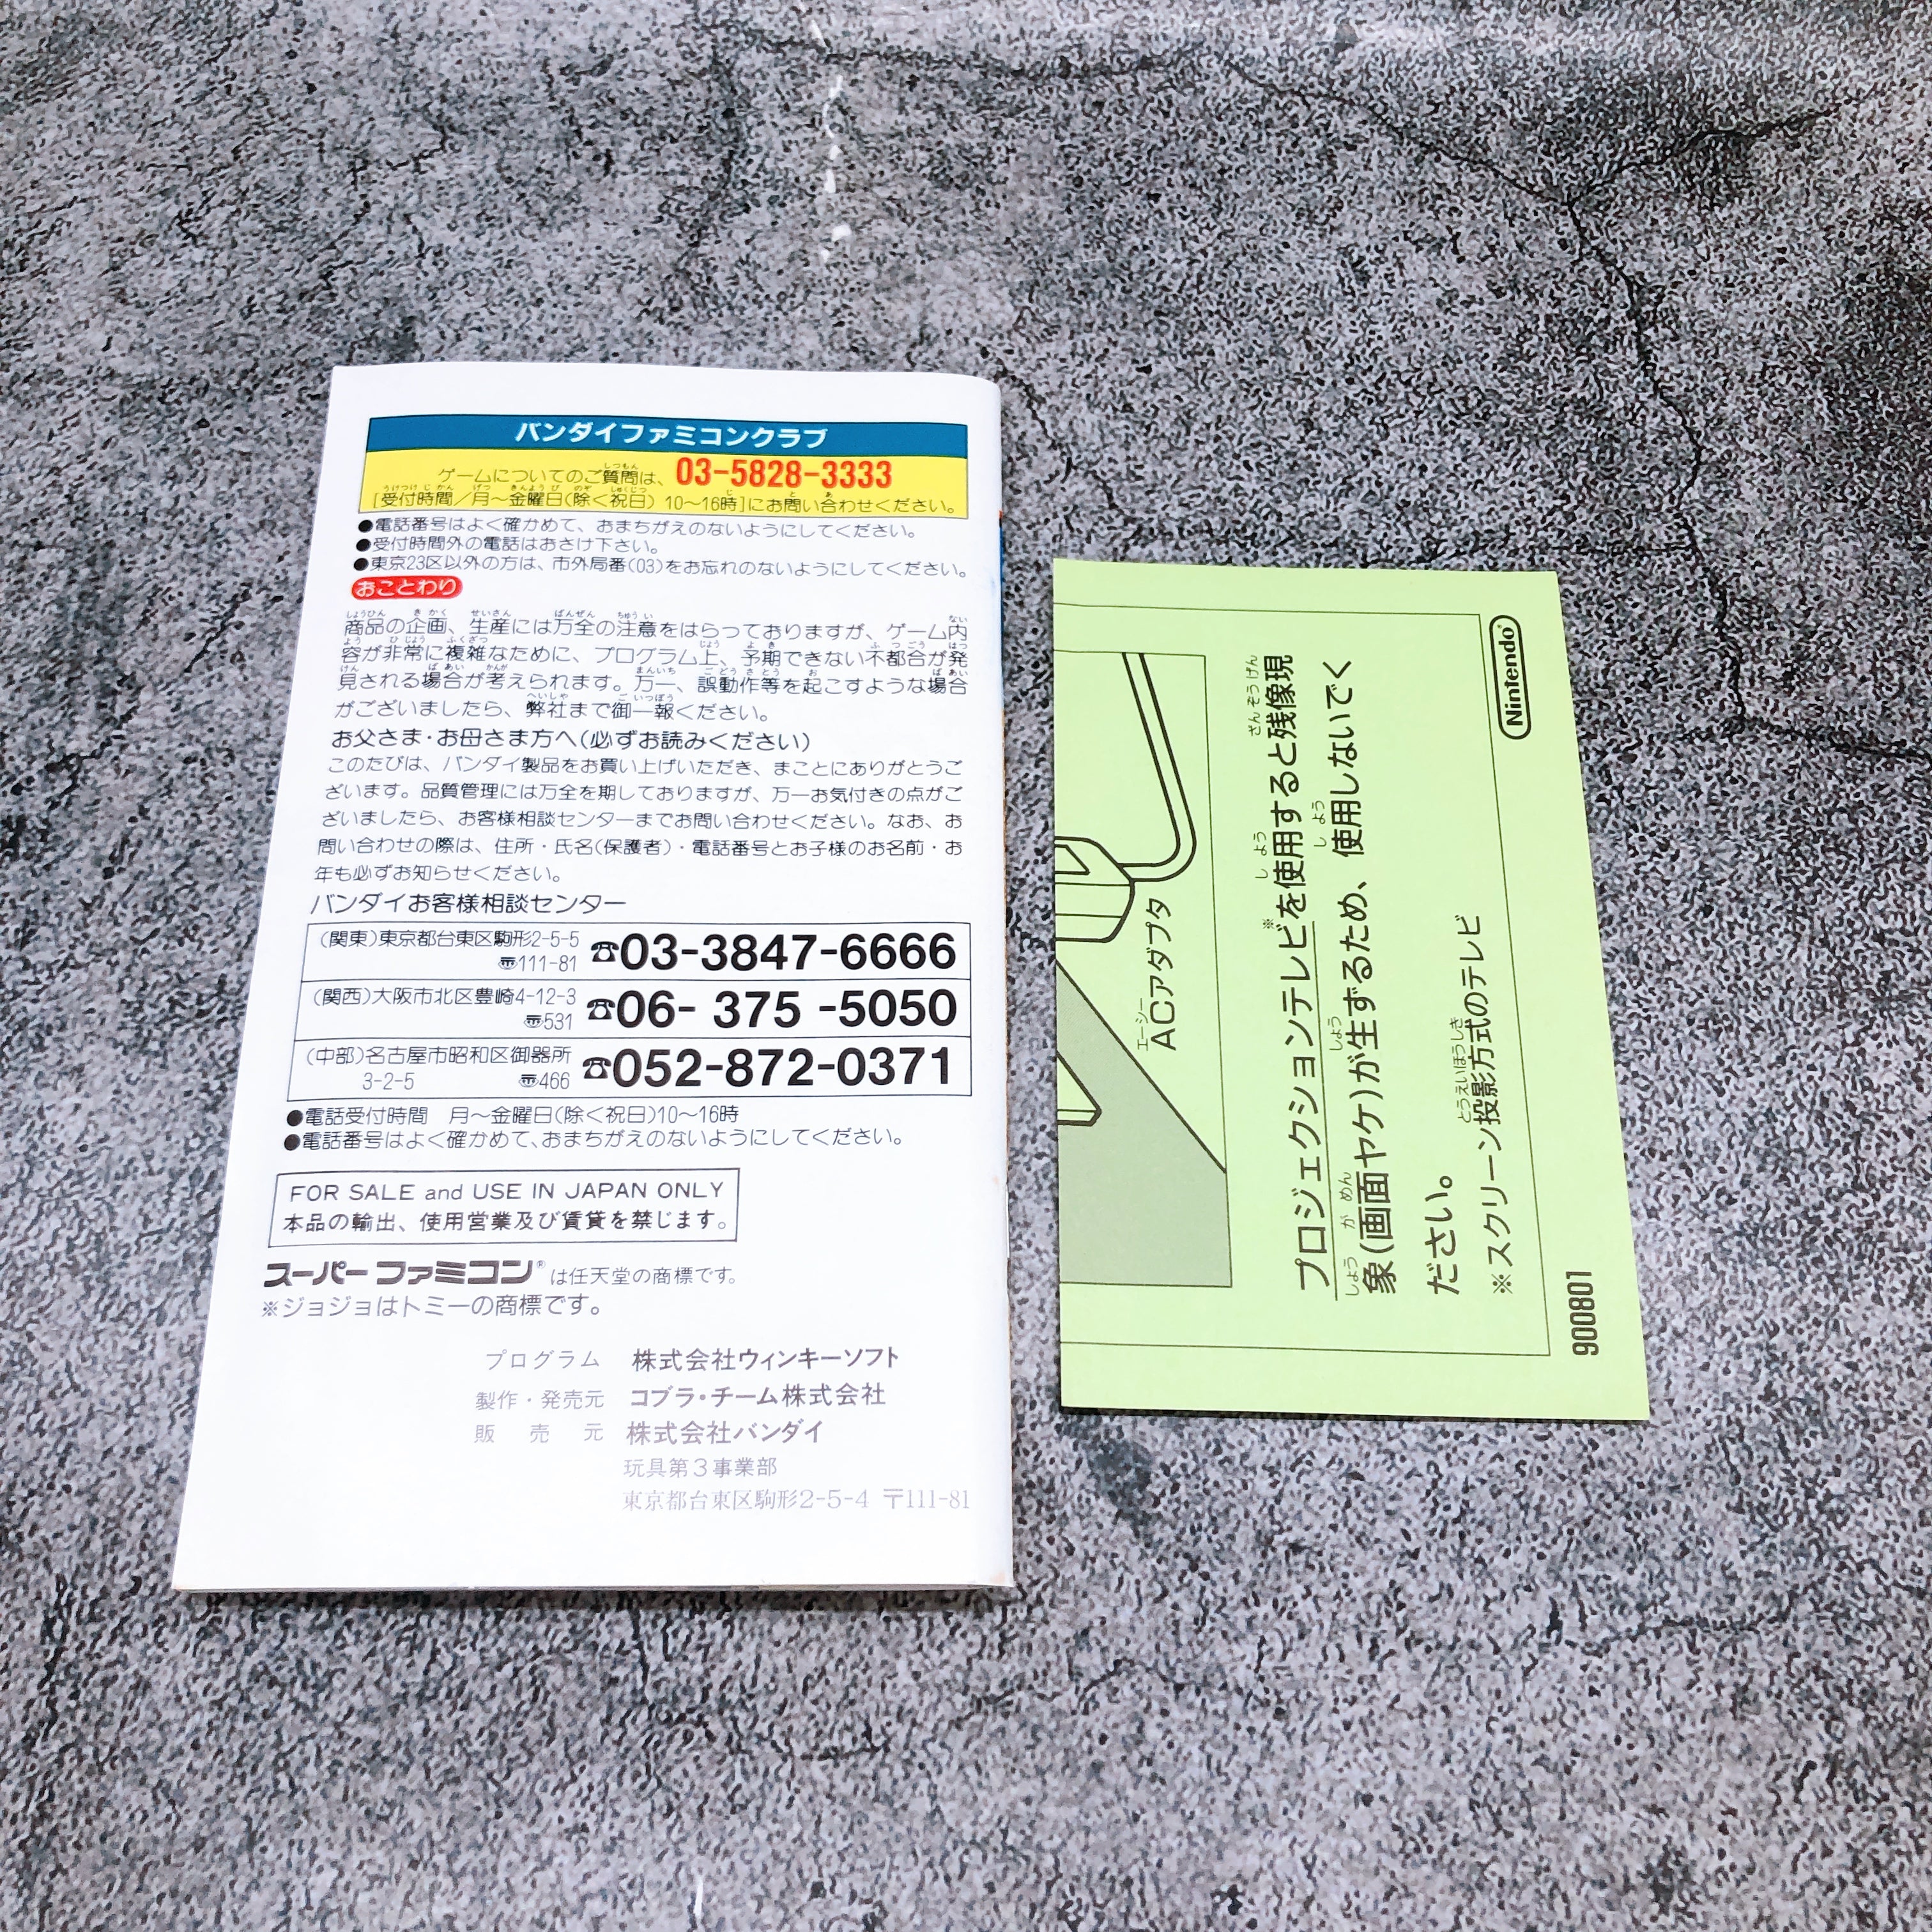 バンダイファミコンクラブ
ゲームについてのご質問は、03-5828-3333
[受付時間/月〜金曜日(除く祝日) 10〜16時]にお問い合わせください。
●電話番号はよく確かめて、おまちがえのないようにしてください。
●受付時間外の電話はおさけ下さい。
●東京23区以外の方は、市外局番(03)をお忘れのないようにしてください。
おことわり
商品の企画、生産には万全の注意をはらっておりますが、ゲーム内
容が非常に複雑なために、プログラム上、予期できない不都合が発
見される場合が考えられます。万一、誤動作等を起こすような場合
がございましたら、弊社まで御一報ください。
お父さま・お母さま方へ(必ずお読みください)
このたびは、バンダイ製品をお買い上げいただき、まことにありがとうご
ざいます。品質管理には万全を期しておりますが、万一お気付きの点がご
ざいましたら、お客様相談センターまでお問い合わせください。なお、お
問い合わせの際は、住所・氏名(保護者)・電話番号とお子様のお名前・お
年も必ずお知らせください。
バンダイお客様相談センター
(関東)東京都台東区駒形2-5-5
〠111-81 ☎03-3847-6666
(関西)大阪市北区豊崎4-12-3
〠531 ☎06- 375 -5050
(中部)名古屋市昭和区御器所
3-2-5 〠466 ☎052-872-0371
●電話受付時間 月〜金曜日(除く祝日)10〜16時
●電話番号はよく確かめて、おまちがえのないようにしてください。
FOR SALE and USE IN JAPAN ONLY
本品の輸出、使用営業及び賃貸を禁じます。
スーパーファミコン® は任天堂の商標です。
※ジョジョはトミーの商標です。
プログラム 株式会社ウィンキーソフト
製作・発売元 コブラ・チーム株式会社
販売元 株式会社バンダイ
玩具第3事業部
東京都台東区駒形2-5-4 〒111-81
ACアダプタ
プロジェクションテレビ※を使用すると残像現
象(画面ヤケ)が生ずるため、使用しないでく
ださい。
※スクリーン投影方式のテレビ
Nintendo®
900801